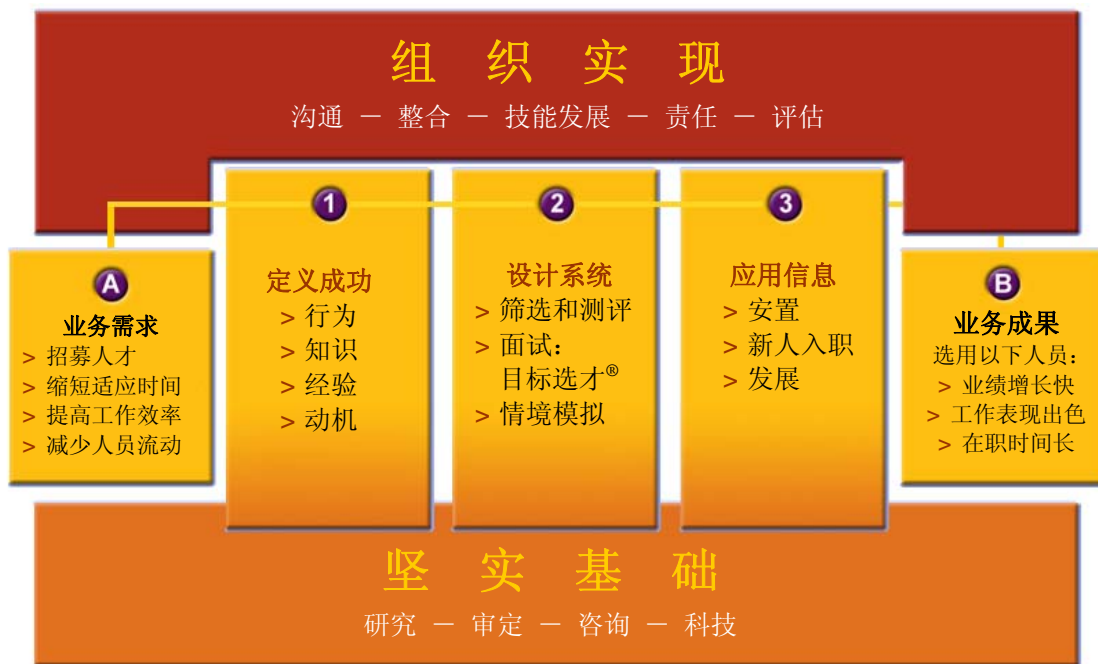 组织实现
沟通 － 整合 － 技能发展 － 责任 － 评估
A
业务需求
> 招募人才
> 缩短适应时间
> 提高工作效率
> 减少人员流动
1
定义成功
> 行为
> 知识
> 经验
> 动机
2
设计系统
> 筛选和测评
> 面试：
目标选才®
> 情境模拟
3
应用信息
> 安置
> 新人入职
> 发展
B
业务成果
选用以下人员：
> 业绩增长快
> 工作表现出色
> 在职时间长
坚实基础
研究 － 审定 － 咨询 － 科技